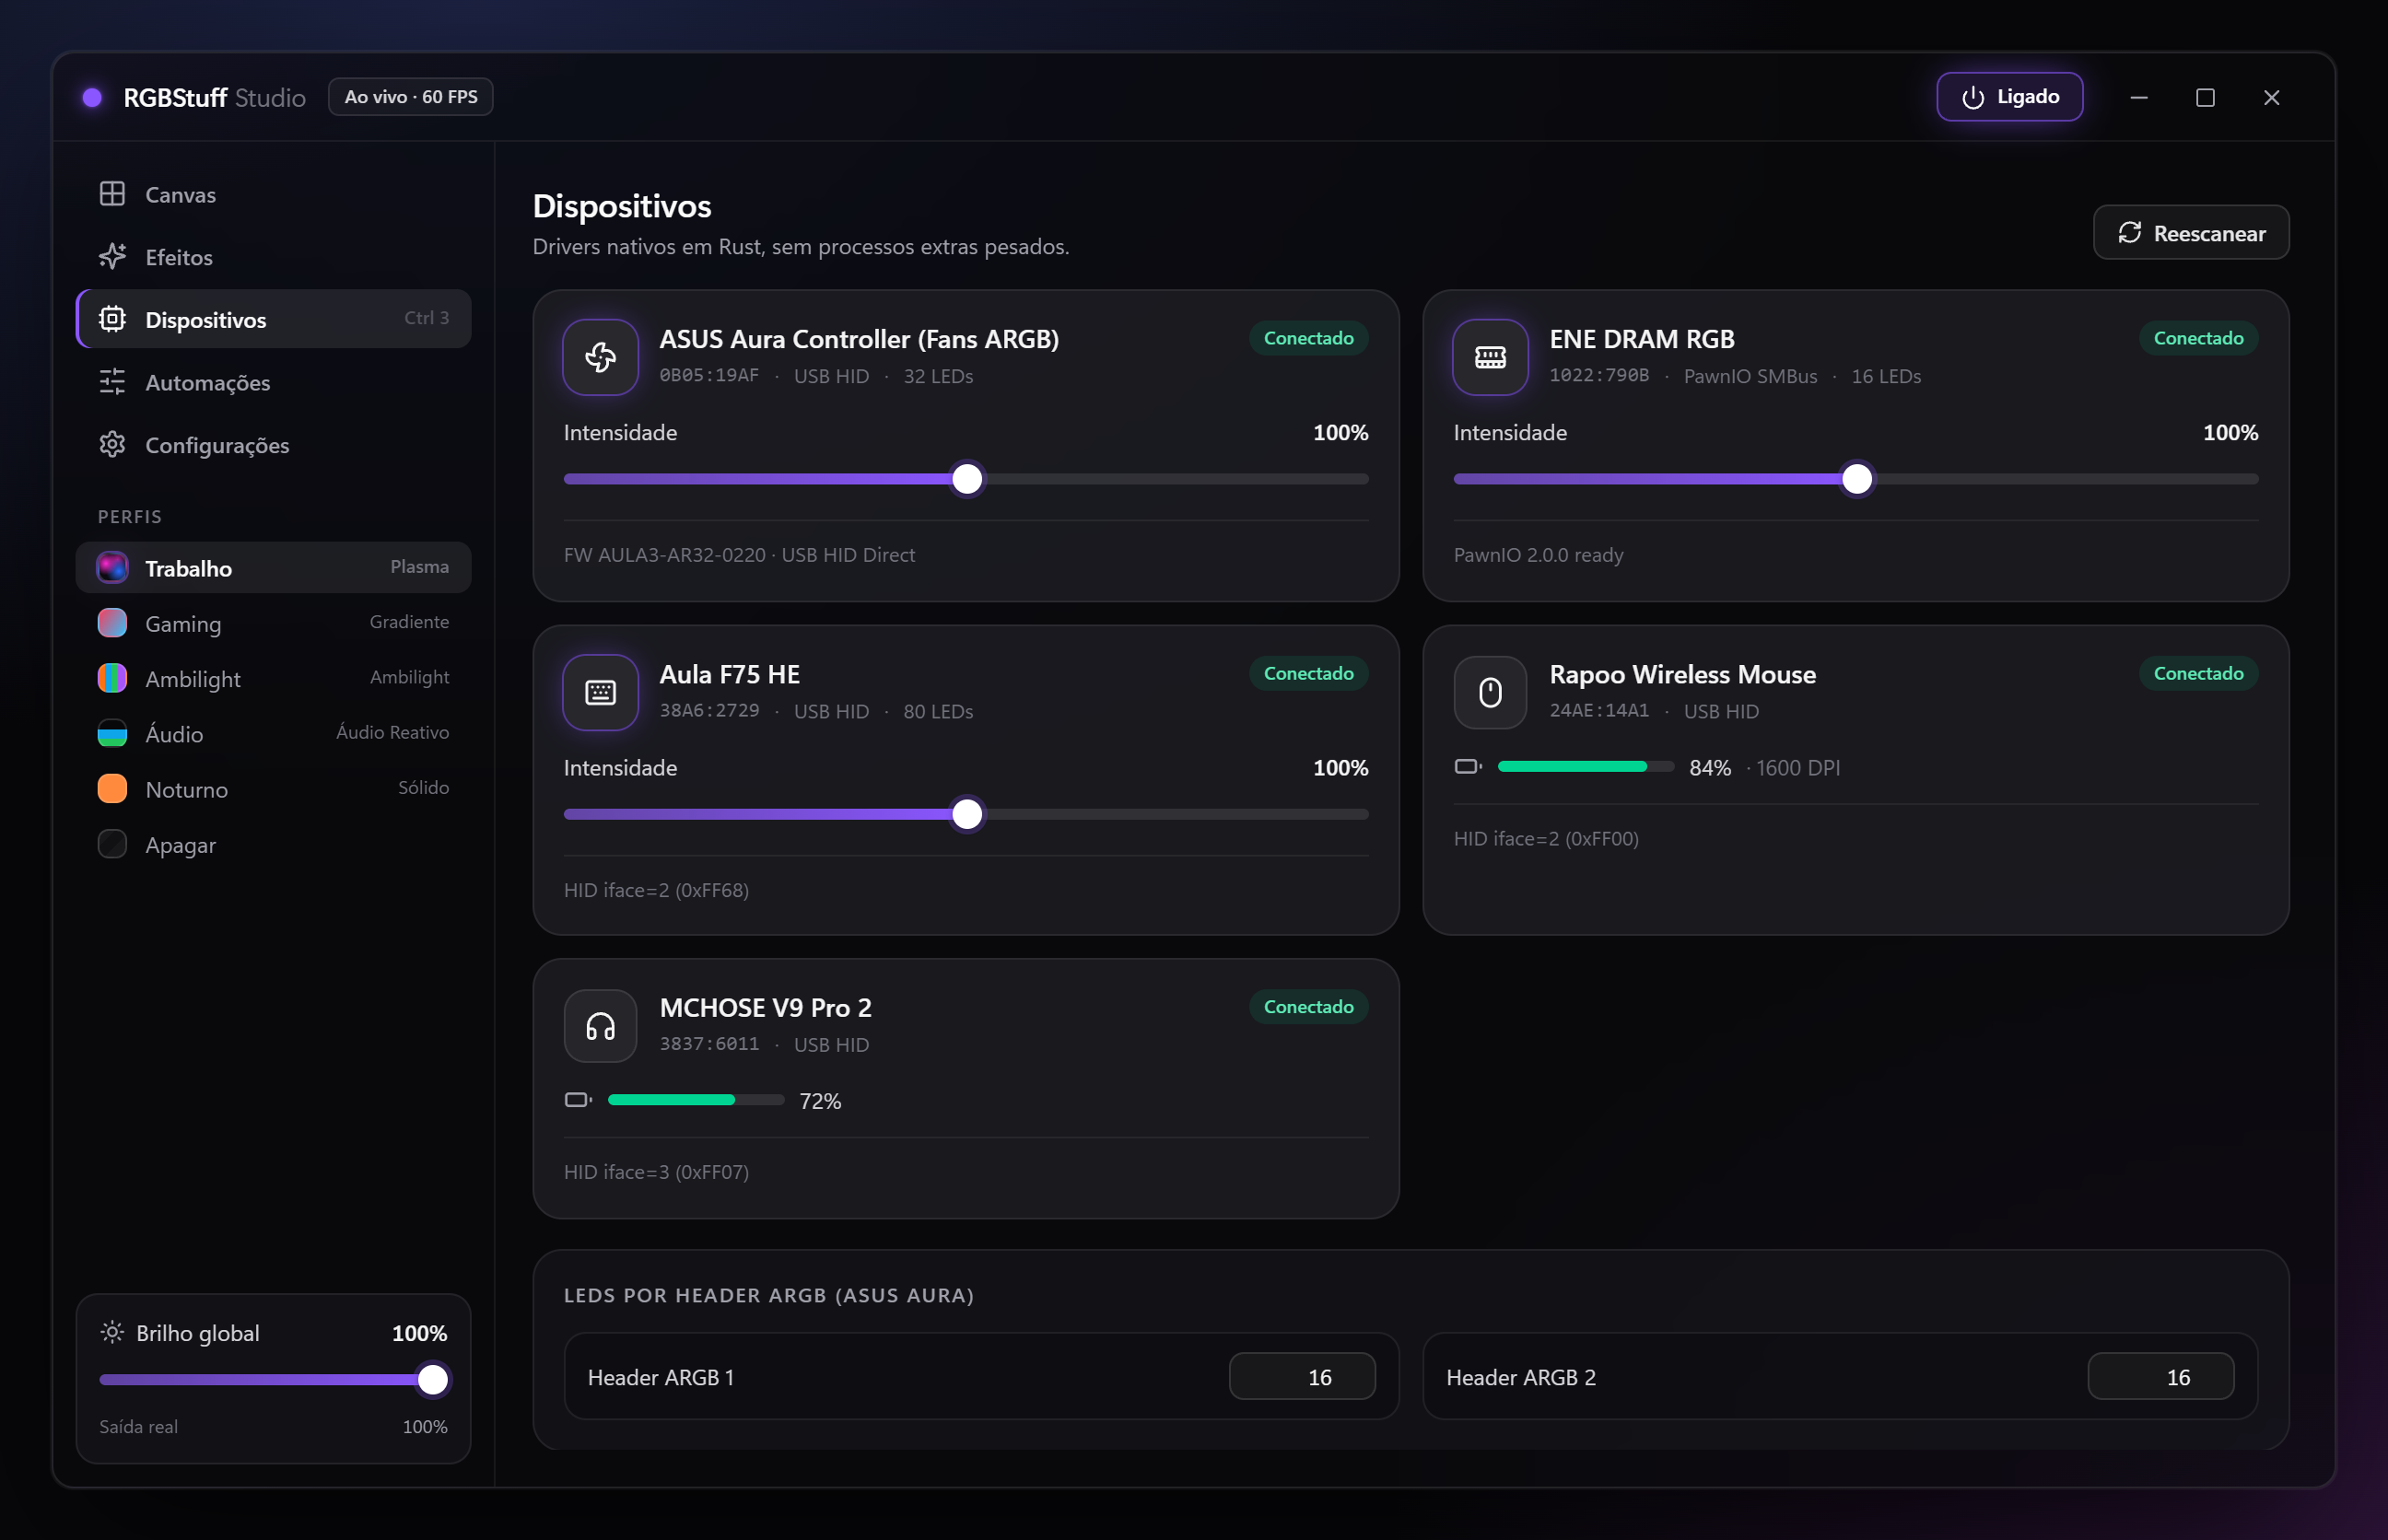 RGBStuff Studio
Ao vivo · 60 FPS
Ligado
Canvas
Efeitos
Dispositivos
Ctrl 3
Automações
Configurações
PERFIS
Trabalho
Plasma
Gaming
Gradiente
Ambilight
Ambilight
Áudio
Áudio Reativo
Noturno
Sólido
Apagar
Brilho global
100%
Saída real
100%
Dispositivos
Drivers nativos em Rust, sem processos extras pesados.
Reescanear
ASUS Aura Controller (Fans ARGB)
Conectado
0B05:19AF · USB HID · 32 LEDs
Intensidade
100%
FW AULA3-AR32-0220 · USB HID Direct
ENE DRAM RGB
Conectado
1022:790B · PawnIO SMBus · 16 LEDs
Intensidade
100%
PawnIO 2.0.0 ready
Aula F75 HE
Conectado
38A6:2729 · USB HID · 80 LEDs
Intensidade
100%
HID iface=2 (0xFF68)
Rapoo Wireless Mouse
Conectado
24AE:14A1 · USB HID
84% · 1600 DPI
HID iface=2 (0xFF00)
MCHOSE V9 Pro 2
Conectado
3837:6011 · USB HID
72%
HID iface=3 (0xFF07)
LEDS POR HEADER ARGB (ASUS AURA)
Header ARGB 1
16
Header ARGB 2
16